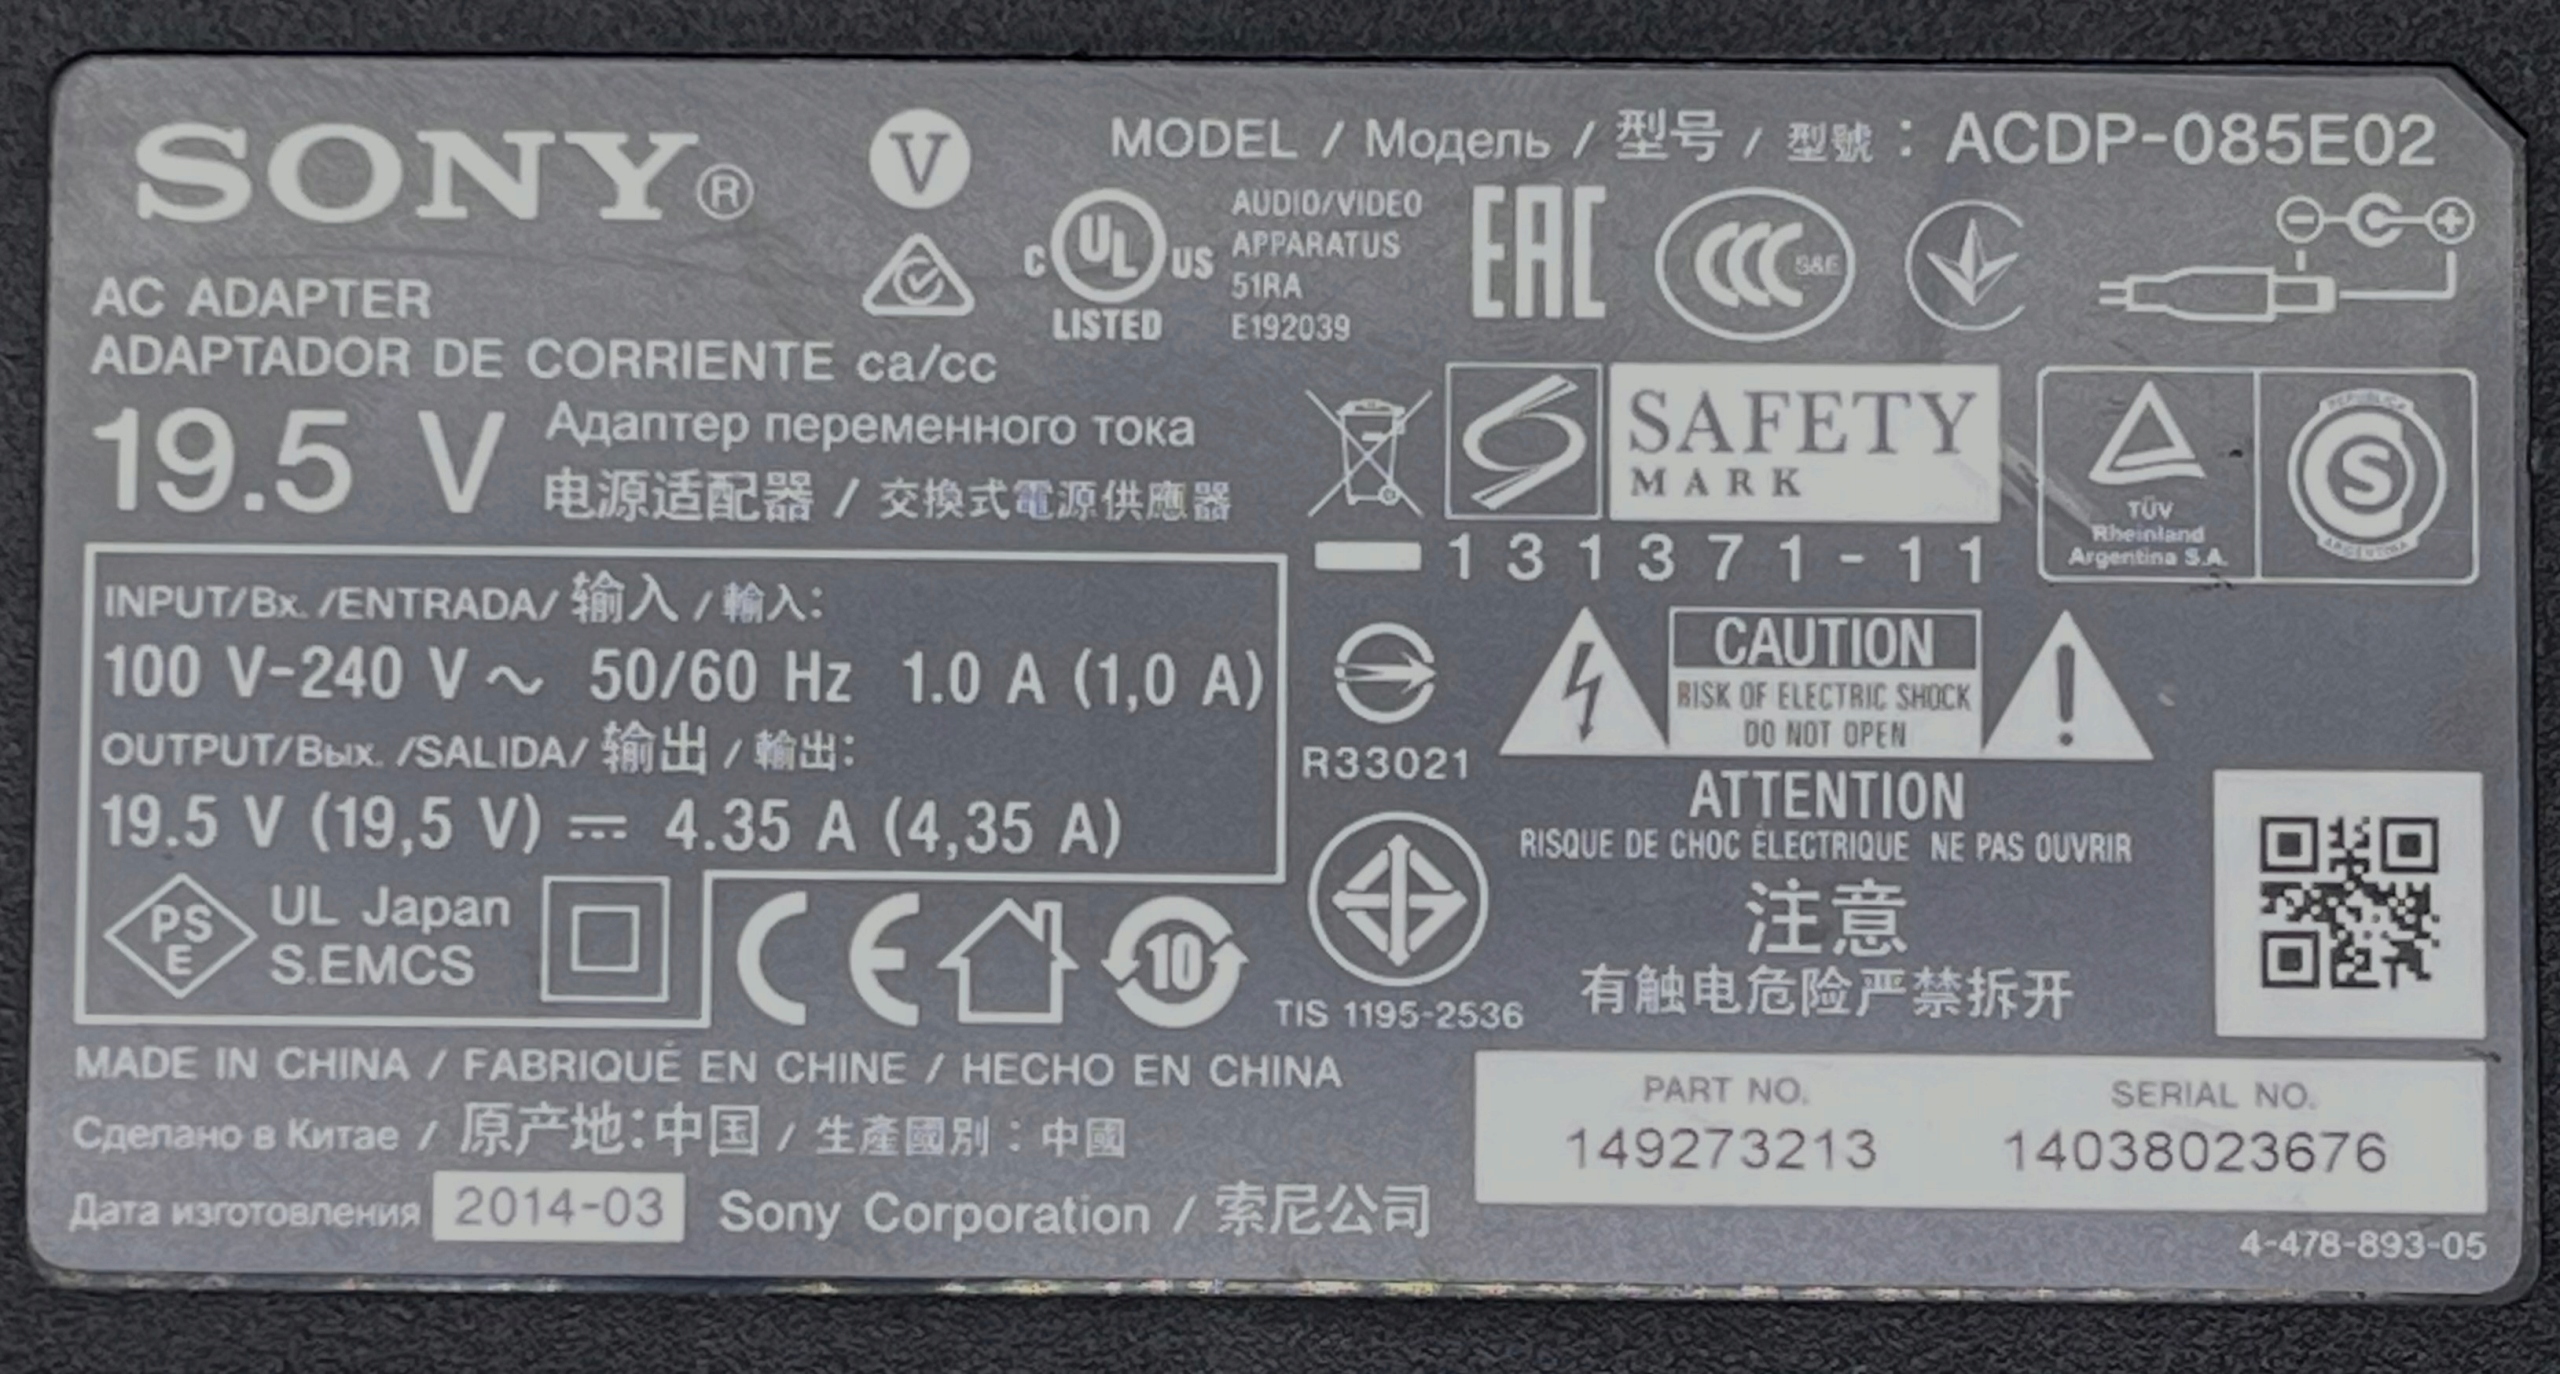 SONY®
V
MODEL / Модель / 型号 / 型號 : ACDP-085E02
C UL US
LISTED
AUDIO/VIDEO
APPARATUS
51RA
E192039
EAC
CCC S&E
AC ADAPTER
ADAPTADOR DE CORRIENTE ca/cc
19.5 V
Адаптер переменного тока
电源适配器 / 交換式電源供應器
SAFETY
MARK
131371-11
TÜV
Rheinland
Argentina S.A.
REPUBLICA
S
ARGENTINA
INPUT/Вх. /ENTRADA/ 输入 / 輸入:
100 V-240 V ~ 50/60 Hz 1.0 A (1,0 A)
OUTPUT/Вых. /SALIDA/ 输出 / 輸出:
19.5 V (19,5 V) ⎓ 4.35 A (4,35 A)
PS
E
UL Japan
S.EMCS
CE
10
R33021
TIS 1195-2536
CAUTION
RISK OF ELECTRIC SHOCK
DO NOT OPEN
ATTENTION
RISQUE DE CHOC ÉLECTRIQUE NE PAS OUVRIR
注意
有触电危险严禁拆开
MADE IN CHINA / FABRIQUÉ EN CHINE / HECHO EN CHINA
Сделано в Китае / 原产地:中国 / 生產國別 : 中國
Дата изготовления 2014-03 Sony Corporation / 索尼公司
PART NO. SERIAL NO.
149273213 14038023676
4-478-893-05